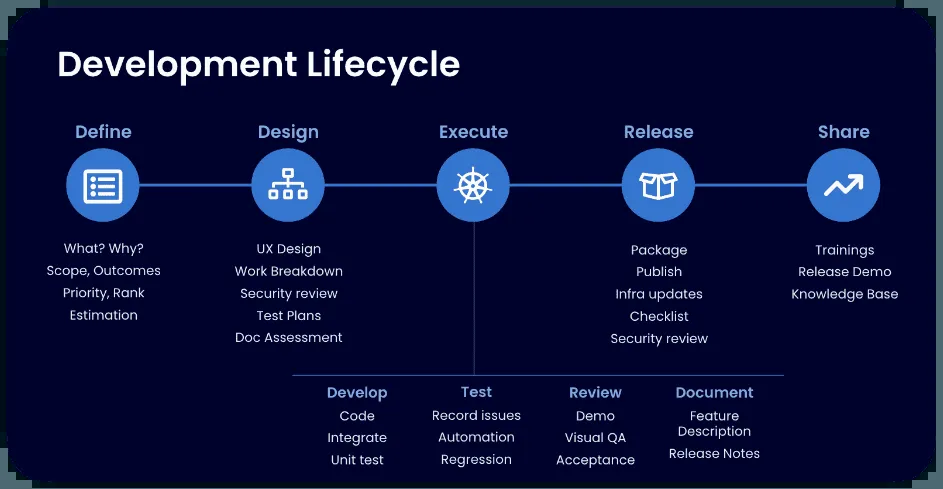 Development Lifecycle
Define
What? Why?
Scope, Outcomes
Priority, Rank
Estimation
Design
UX Design
Work Breakdown
Security review
Test Plans
Doc Assessment
Execute
Develop
Code
Integrate
Unit test
Test
Record issues
Automation
Regression
Review
Demo
Visual QA
Acceptance
Document
Feature
Description
Release Notes
Release
Package
Publish
Infra updates
Checklist
Security review
Share
Trainings
Release Demo
Knowledge Base